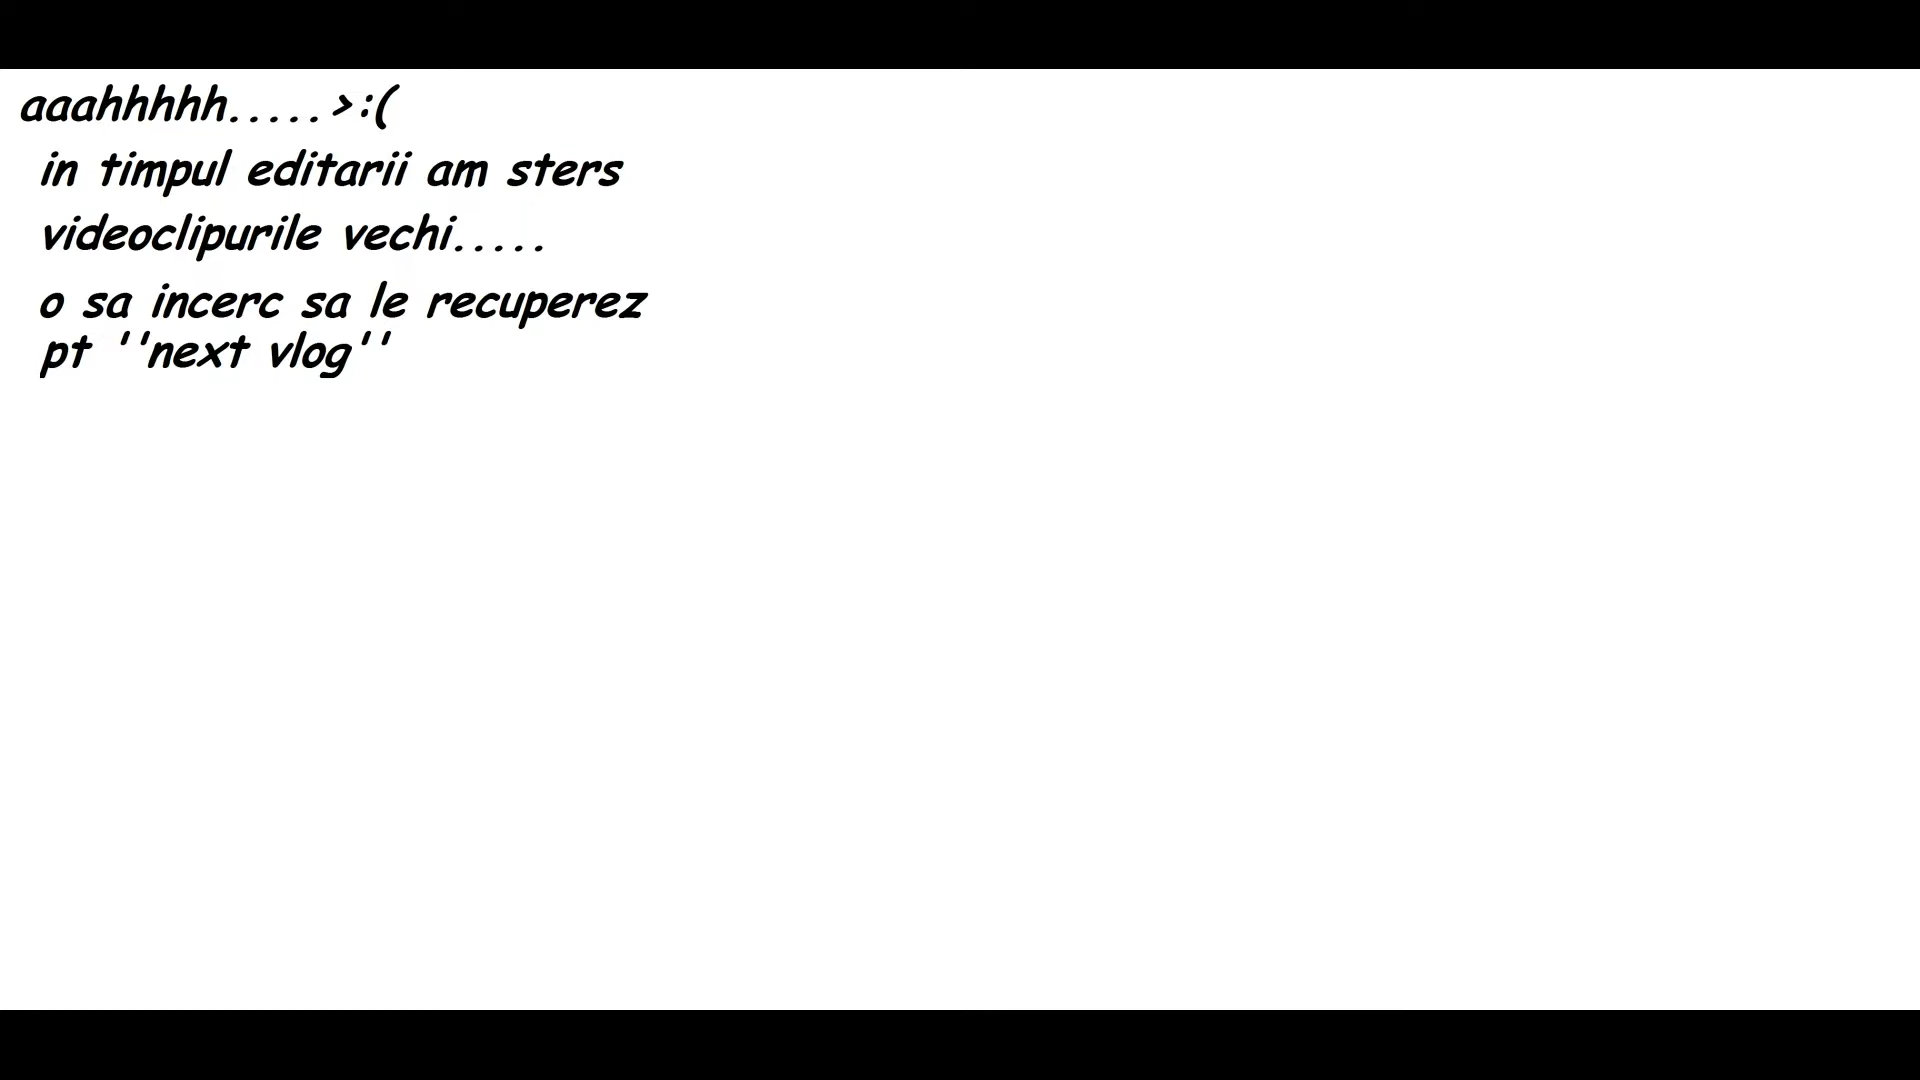 aaahhhhh.....>:(
in timpul editarii am sters
videoclipurile vechi.....
o sa incerc sa le recuperez
pt ''next vlog''